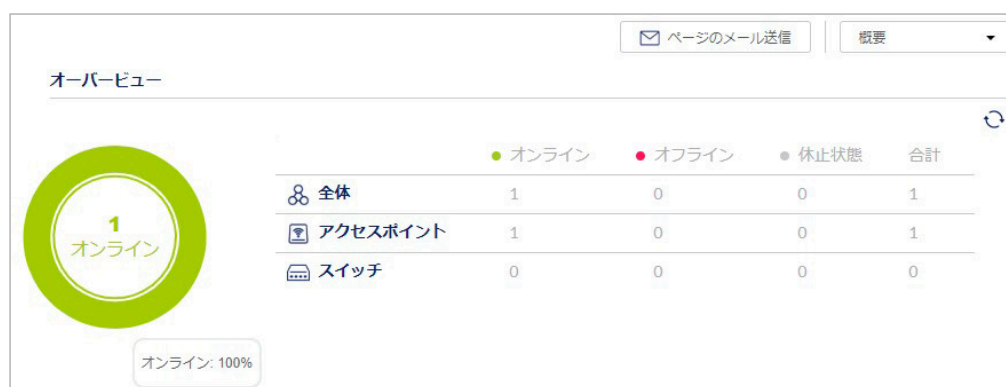 ページのメール送信 概要
オーバービュー
オンライン オフライン 休止状態 合計
全体 1 0 0 1
アクセスポイント 1 0 0 1
スイッチ 0 0 0 0
1
オンライン
オンライン: 100%